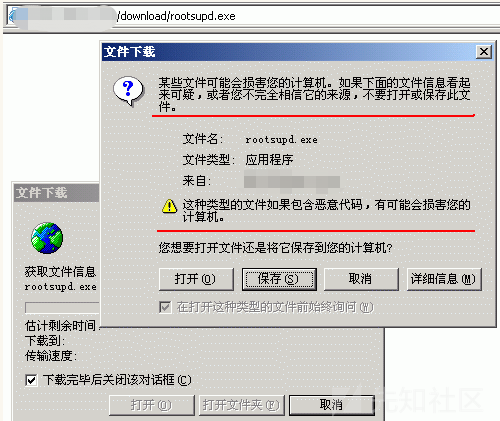 /download/rootsupd.exe
文件下载
某些文件可能会损害您的计算机。如果下面的文件信息看起
来可疑，或者您不完全相信它的来源，不要打开或保存此文
件。
文件名: rootsupd.exe
文件类型: 应用程序
来自:
这种类型的文件如果包含恶意代码，有可能会损害您的
计算机。
您想要打开文件还是将它保存到您的计算机?
打开(O) 保存(S) 取消 详细信息(M)
在打开这种类型的文件前始终询问(W)
文件下载
获取文件信息
rootsupd.exe
估计剩余时间
下载到:
传输速度:
下载完毕后关闭该对话框(C)
打开(O) 打开文件夹(F) 取消
先知社区